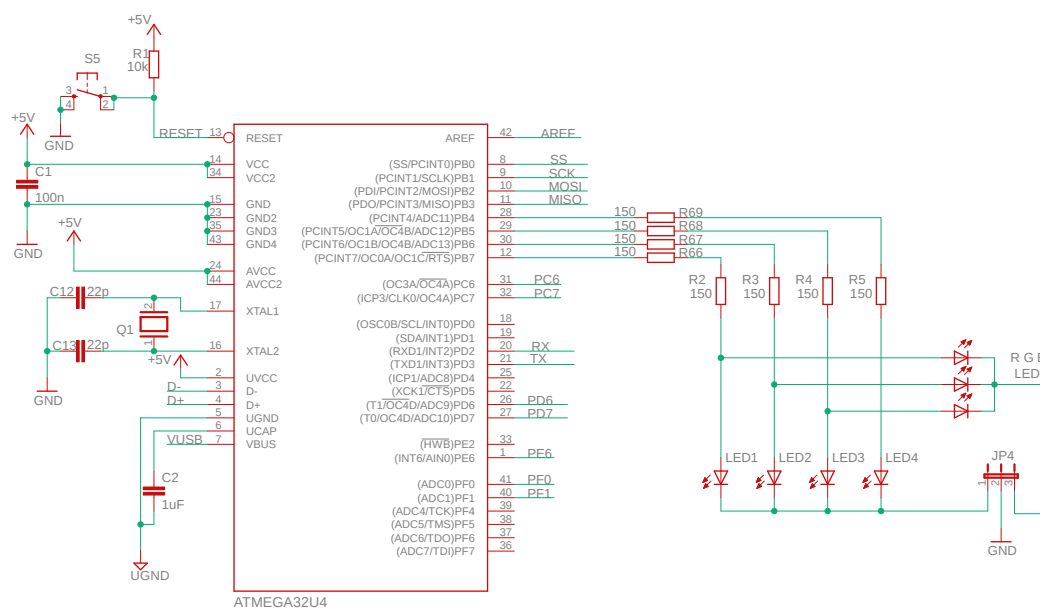 +5V
R1
10k
S5
3
1
4
2
GND
+5V
C1
100n
GND
RESET
13
RESET
14
VCC
34
VCC2
15
GND
23
GND2
35
GND3
43
GND4
+5V
24
AVCC
44
AVCC2
C12
22p
17
XTAL1
Q1
2
1
C13
22p
16
XTAL2
GND
+5V
2
UVCC
D-
3
D-
D+
4
D+
5
UGND
6
UCAP
VUSB
7
VBUS
C2
1uF
UGND
AREF
42
AREF
(SS/PCINT0)PB0
8
SS
(PCINT1/SCLK)PB1
9
SCK
(PDI/PCINT2/MOSI)PB2
10
MOSI
(PDO/PCINT3/MISO)PB3
11
MISO
(PCINT4/ADC11)PB4
28
150
R69
(PCINT5/OC1A/OC4B/ADC12)PB5
29
150
R68
(PCINT6/OC1B/OC4B/ADC13)PB6
30
150
R67
(PCINT7/OC0A/OC1C/RTS)PB7
12
150
R66
(OC3A/OC4A)PC6
31
PC6
(ICP3/CLK0/OC4A)PC7
32
PC7
(OSC0B/SCL/INT0)PD0
18
(SDA/INT1)PD1
19
(RXD1/INT2)PD2
20
RX
(TXD1/INT3)PD3
21
TX
(ICP1/ADC8)PD4
25
(XCK1/CTS)PD5
22
(T1/OC4D/ADC9)PD6
26
PD6
(T0/OC4D/ADC10)PD7
27
PD7
(HWB)PE2
33
(INT6/AIN0)PE6
1
PE6
(ADC0)PF0
41
PF0
(ADC1)PF1
40
PF1
(ADC4/TCK)PF4
39
(ADC5/TMS)PF5
38
(ADC6/TDO)PF6
37
(ADC7/TDI)PF7
36
ATMEGA32U4
R2
150
R3
150
R4
150
R5
150
R G
LED
LED1
LED2
LED3
LED4
JP4
1
2
3
GND